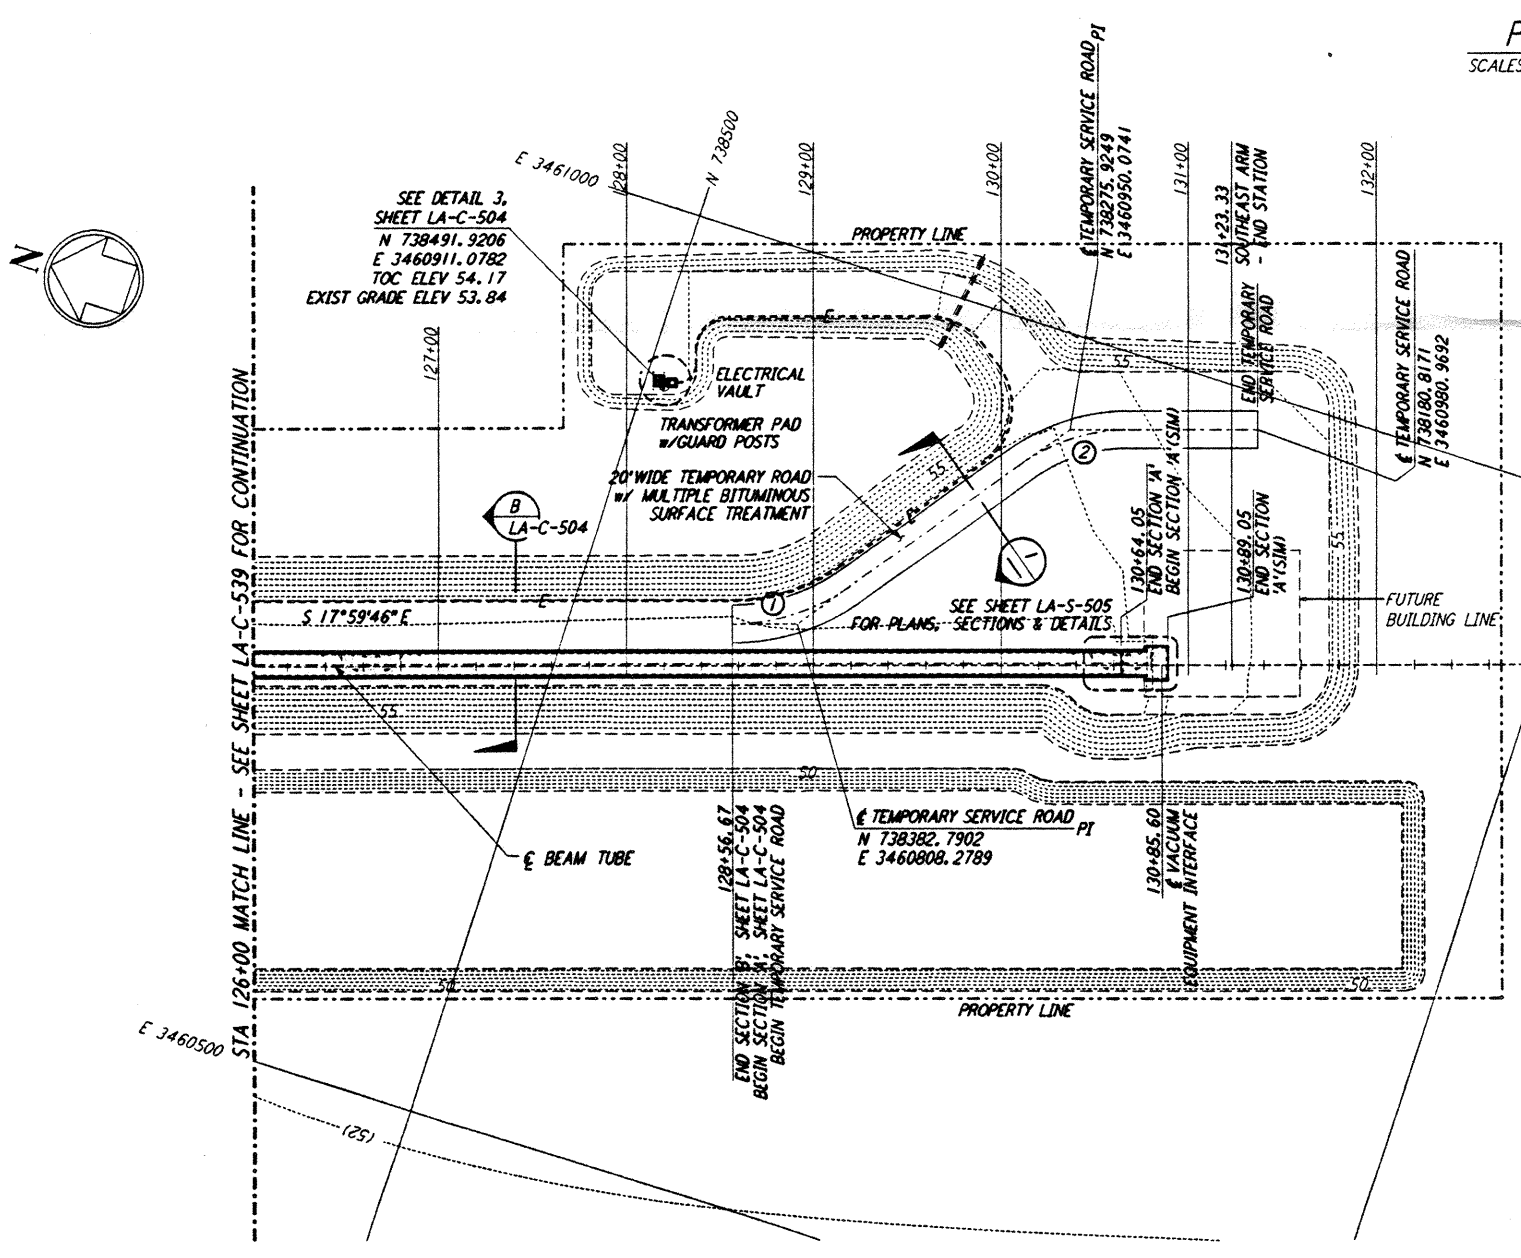 P
SCALES
N
SEE DETAIL 3,
SHEET LA-C-504
N 738491.9206
E 3460911.0782
TOC ELEV 54.17
EXIST GRADE ELEV 53.84
E 3461000
N 738500
127+00
128+00
129+00
130+00
131+00
132+00
PROPERTY LINE
℄ TEMPORARY SERVICE ROAD PI
N 738275.9249
E 3460950.0741
131+23.33
SOUTHEAST ARM
- END STATION
END TEMPORARY
SERVICE ROAD
℄ TEMPORARY SERVICE ROAD
N 738180.8171
E 3460980.9692
E
55
ELECTRICAL
VAULT
TRANSFORMER PAD
w/GUARD POSTS
20' WIDE TEMPORARY ROAD
w/ MULTIPLE BITUMINOUS
SURFACE TREATMENT
55
E
2
B
LA-C-504
1
1
130+64.05
END SECTION 'A'
BEGIN SECTION 'A'(SIM)
130+89.05
END SECTION
'A'(SIM)
55
E
S 17°59'46" E
SEE SHEET LA-S-505
FOR PLANS, SECTIONS & DETAILS
FUTURE
BUILDING LINE
STA 126+00 MATCH LINE - SEE SHEET LA-C-539 FOR CONTINUATION
55
50
℄ BEAM TUBE
128+56.67
END SECTION 'B', SHEET LA-C-504
BEGIN SECTION 'A', SHEET LA-C-504
BEGIN TEMPORARY SERVICE ROAD
℄ TEMPORARY SERVICE ROAD PI
N 738382.7902
E 3460808.2789
130+85.60
℄ VACUUM
EQUIPMENT INTERFACE
50
50
PROPERTY LINE
E 3460500
(52)